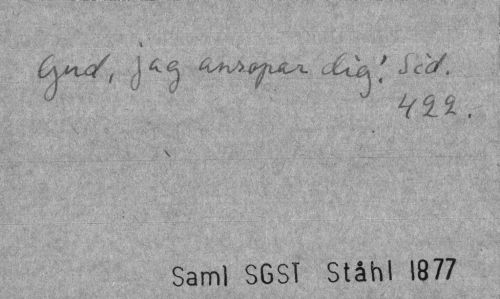 Gud, jag anropar dig! Sid.
422.
Saml SGST Ståhl 1877